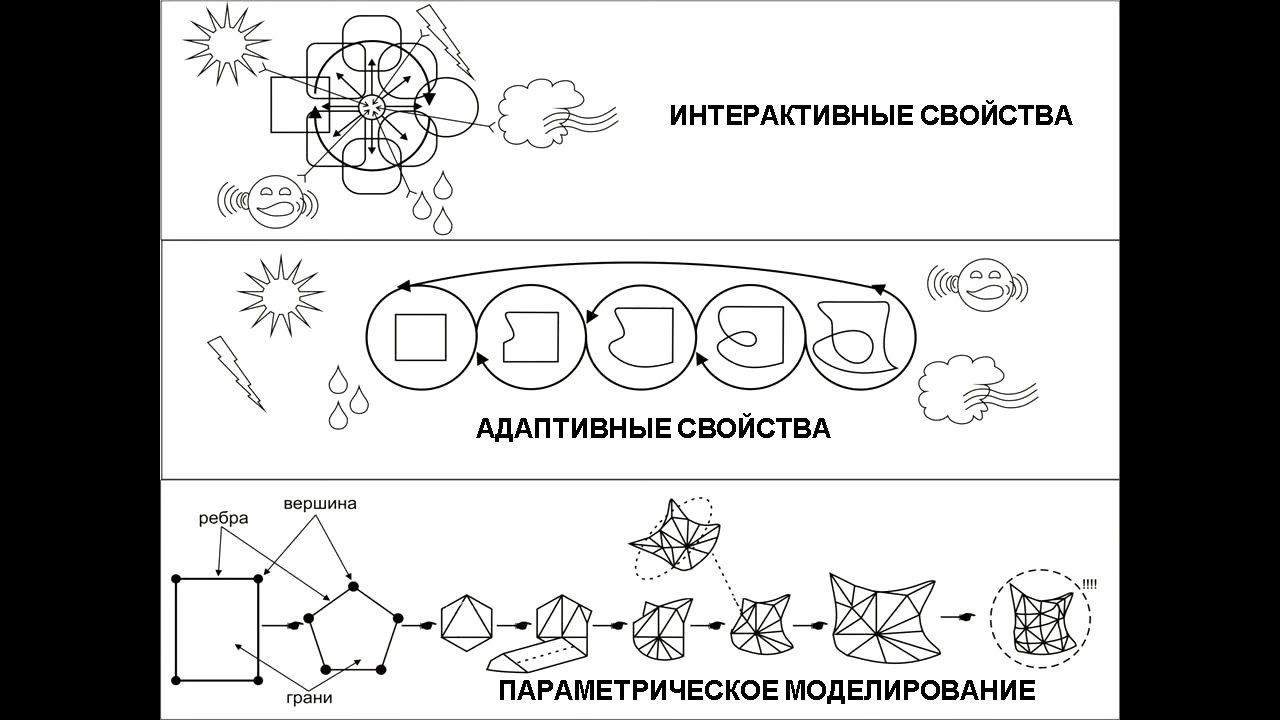 ИНТЕРАКТИВНЫЕ СВОЙСТВА
АДАПТИВНЫЕ СВОЙСТВА
вершина
ребра
!!!!
грани
ПАРАМЕТРИЧЕСКОЕ МОДЕЛИРОВАНИЕ